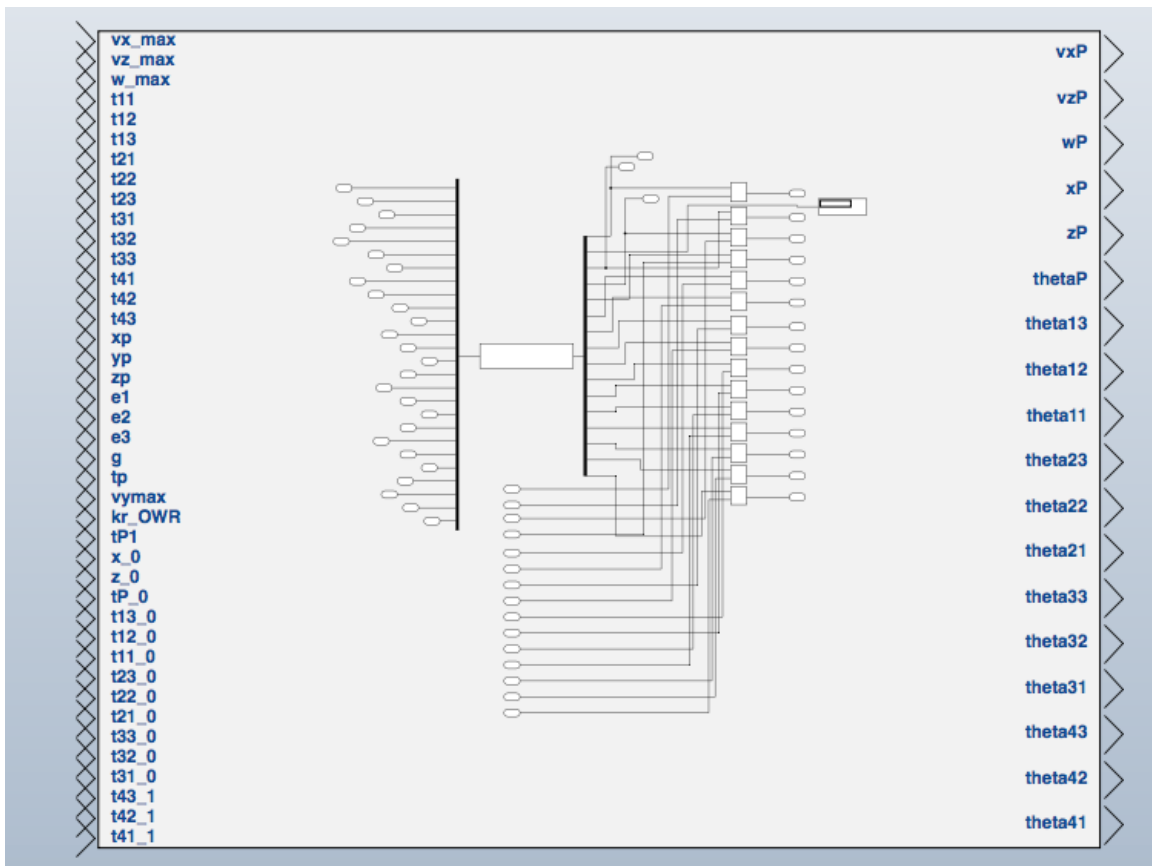 vx_max
vz_max
w_max
t11
t12
t13
t21
t22
t23
t31
t32
t33
t41
t42
t43
xp
yp
zp
e1
e2
e3
g
tp
vymax
kr_OWR
tP1
x_0
z_0
tP_0
t13_0
t12_0
t11_0
t23_0
t22_0
t21_0
t33_0
t32_0
t31_0
t43_1
t42_1
t41_1
vxP
vzP
wP
xP
zP
thetaP
theta13
theta12
theta11
theta23
theta22
theta21
theta33
theta32
theta31
theta43
theta42
theta41